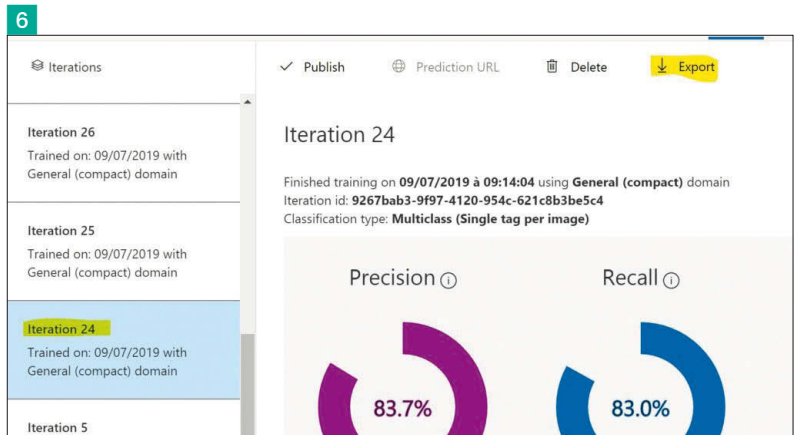 6
Iterations
Publish Prediction URL Delete Export
Iteration 26
Trained on: 09/07/2019 with
General (compact) domain
Iteration 25
Trained on: 09/07/2019 with
General (compact) domain
Iteration 24
Trained on: 09/07/2019 with
General (compact) domain
Iteration 5
Iteration 24
Finished training on 09/07/2019 à 09:14:04 using General (compact) domain
Iteration id: 9267bab3-9f97-4120-954c-621c8b3be5c4
Classification type: Multiclass (Single tag per image)
Precision
Recall
83.7%
83.0%